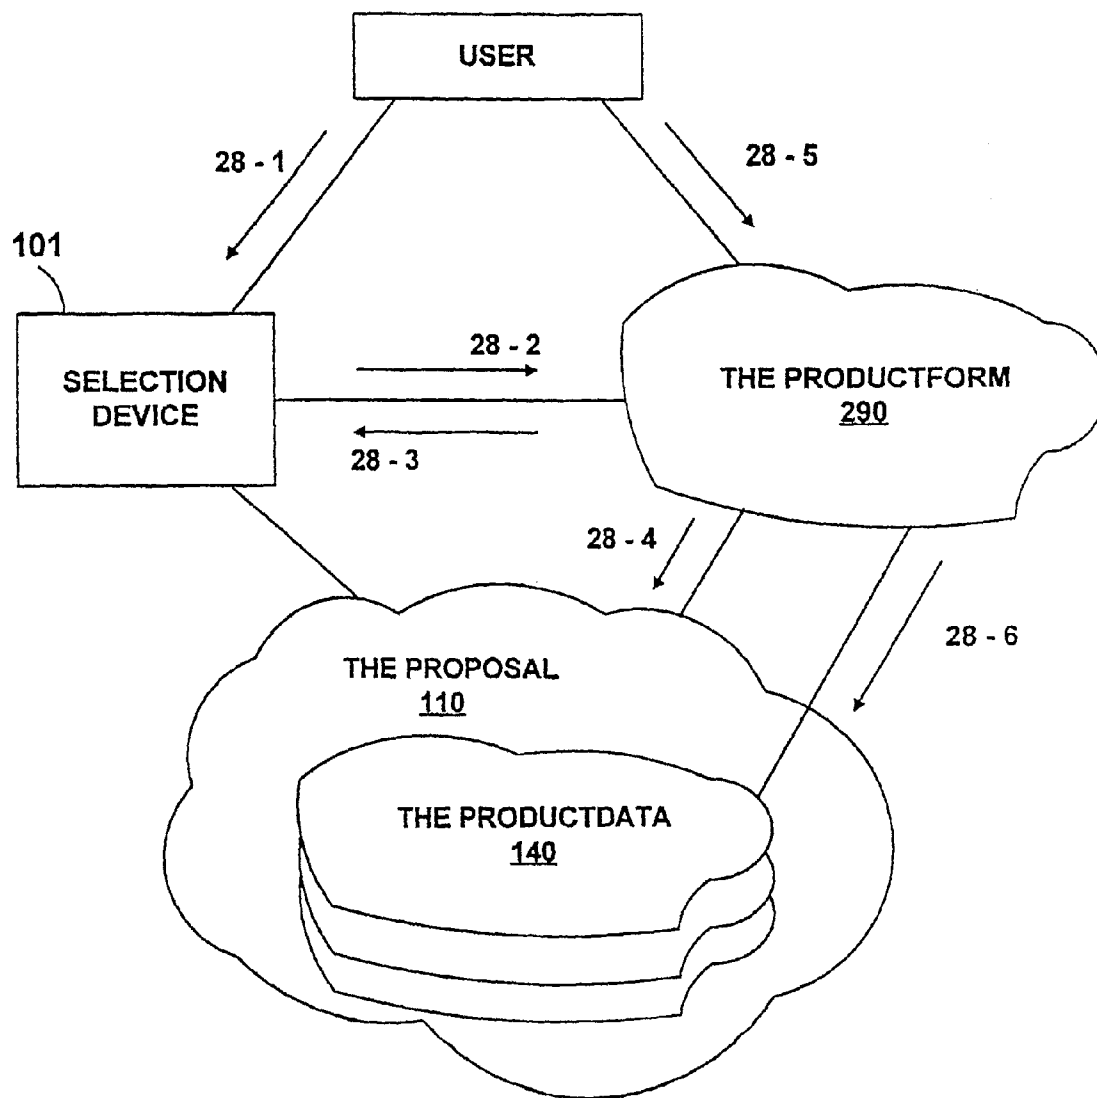 USER
28 - 1
28 - 5
101
28 - 2
SELECTION
DEVICE
THE PRODUCTFORM
290
28 - 3
28 - 4
28 - 6
THE PROPOSAL
110
THE PRODUCTDATA
140